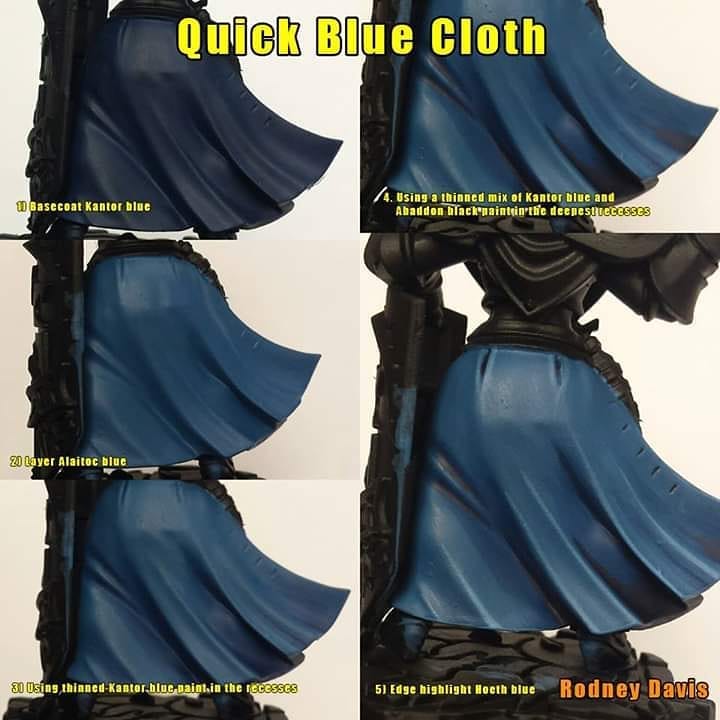 Quick Blue Cloth
1) Basecoat Kantor blue
2) Layer Alaitoc blue
3) Using thinned Kantor blue paint in the recesses
4. Using a thinned mix of Kantor blue and
Abaddon black paint in the deepest recesses
5) Edge highlight Hoeth blue
Rodney Davis